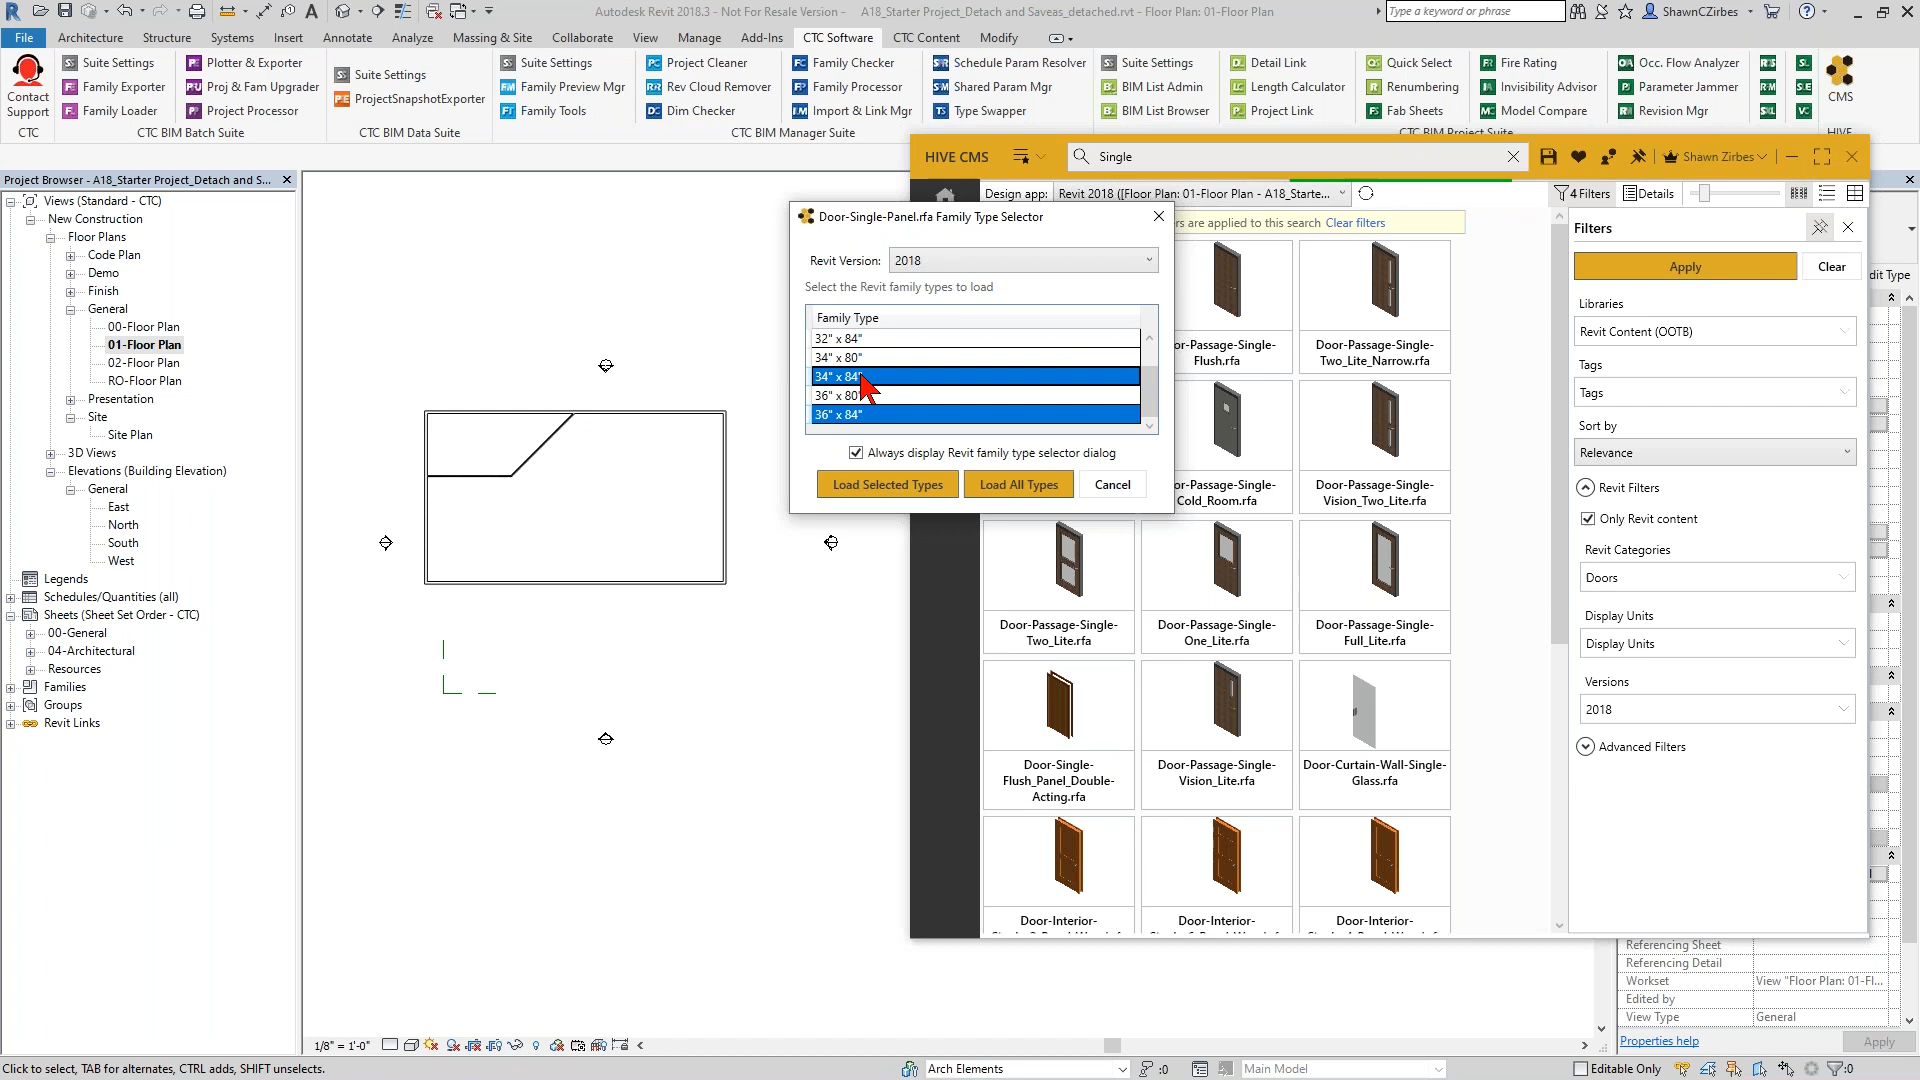 Autodesk Revit 2018.3 - Not For Resale Version - A18_Starter Project_Detach and Saveas_detached.rvt - Floor Plan: 01-Floor Plan
Type a keyword or phrase
ShawnCZirbes
File Architecture Structure Systems Insert Annotate Analyze Massing & Site Collaborate View Manage Add-Ins CTC Software CTC Content Modify
Contact
Support
CTC
Suite Settings
Family Exporter
Family Loader
Plotter & Exporter
Proj & Fam Upgrader
Project Processor
CTC BIM Batch Suite
Suite Settings
ProjectSnapshotExporter
CTC BIM Data Suite
Suite Settings
Family Preview Mgr
Family Tools
Project Cleaner
Rev Cloud Remover
Dim Checker
Family Checker
Family Processor
Import & Link Mgr
Schedule Param Resolver
Shared Param Mgr
Type Swapper
CTC BIM Manager Suite
Suite Settings
BIM List Admin
BIM List Browser
Detail Link
Length Calculator
Project Link
Quick Select
Renumbering
Fab Sheets
Fire Rating
Invisibility Advisor
Model Compare
Occ. Flow Analyzer
Parameter Jammer
Revision Mgr
CTC BIM Project Suite
CMS
HIVE
Project Browser - A18_Starter Project_Detach and S...
Views (Standard - CTC)
New Construction
Floor Plans
Code Plan
Demo
Finish
General
00-Floor Plan
01-Floor Plan
02-Floor Plan
RO-Floor Plan
Presentation
Site
Site Plan
3D Views
Elevations (Building Elevation)
General
East
North
South
West
Legends
Schedules/Quantities (all)
Sheets (Sheet Set Order - CTC)
00-General
04-Architectural
Resources
Families
Groups
Revit Links
HIVE CMS
Single
Shawn Zirbes
Design app: Revit 2018 ([Floor Plan: 01-Floor Plan - A18_Starte...
4 Filters
Details
rs are applied to this search Clear filters
Door-Single-Panel.rfa Family Type Selector
Revit Version: 2018
Select the Revit family types to load
Family Type
32" x 84"
34" x 80"
34" x 84"
36" x 80"
36" x 84"
Always display Revit family type selector dialog
Load Selected Types
Load All Types
Cancel
or-Passage-Single-
Flush.rfa
Door-Passage-Single-
Two_Lite_Narrow.rfa
or-Passage-Single-
Cold_Room.rfa
Door-Passage-Single-
Vision_Two_Lite.rfa
Door-Passage-Single-
Two_Lite.rfa
Door-Passage-Single-
One_Lite.rfa
Door-Passage-Single-
Full_Lite.rfa
Door-Single-
Flush_Panel_Double-
Acting.rfa
Door-Passage-Single-
Vision_Lite.rfa
Door-Curtain-Wall-Single-
Glass.rfa
Door-Interior-
Door-Interior-
Door-Interior-
Filters
Apply
Clear
Libraries
Revit Content (OOTB)
Tags
Tags
Sort by
Relevance
Revit Filters
Only Revit content
Revit Categories
Doors
Display Units
Display Units
Versions
2018
Advanced Filters
dit Type
Referencing Sheet
Referencing Detail
Workset View "Floor Plan: 01-Fl...
Edited by
View Type General
Properties help
Apply
1/8" = 1'-0"
Click to select, TAB for alternates, CTRL adds, SHIFT unselects.
Arch Elements
:0
Main Model
Editable Only
:0